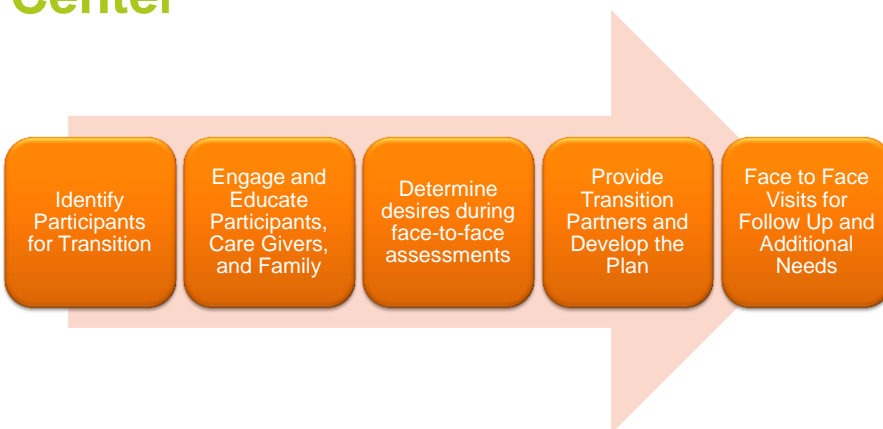 Center
Identify
Participants
for Transition
Engage and
Educate
Participants,
Care Givers,
and Family
Determine
desires during
face-to-face
assessments
Provide
Transition
Partners and
Develop the
Plan
Face to Face
Visits for
Follow Up and
Additional
Needs